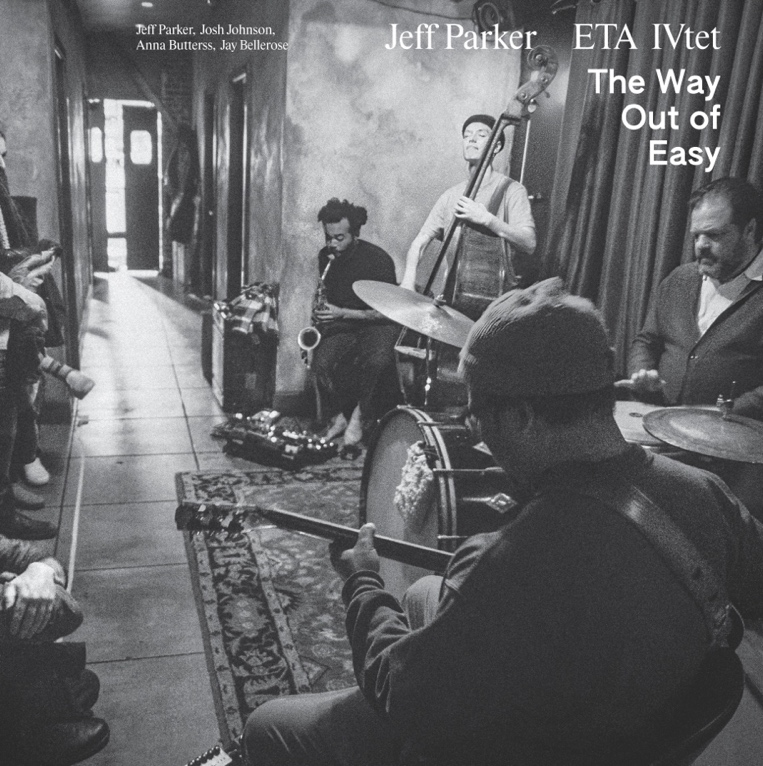 Jeff Parker, Josh Johnson,
Anna Butterss, Jay Bellerose
Jeff Parker ETA IVtet
The Way
Out of
Easy